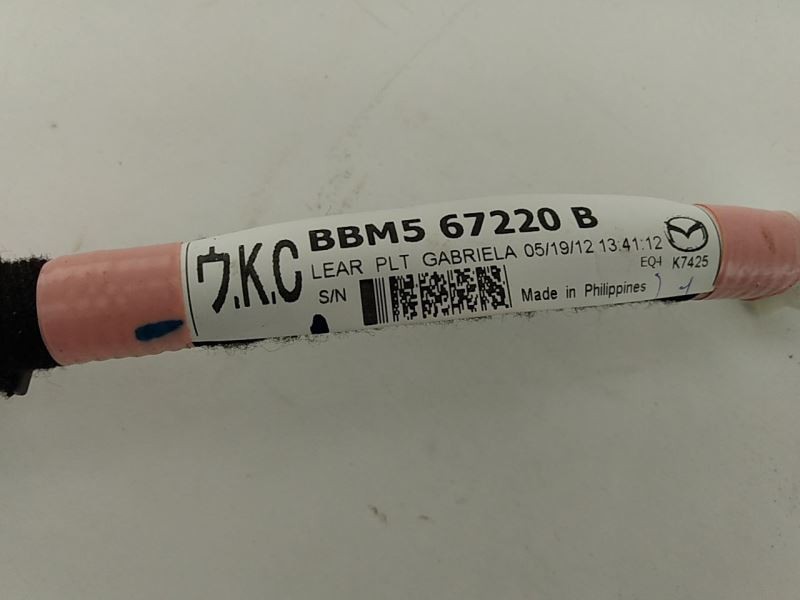 ウ.K.C
BBM5 67220 B
LEAR PLT GABRIELA 05/19/12 13:41:12
EQ4 K7425
S/N
Made in Philippines